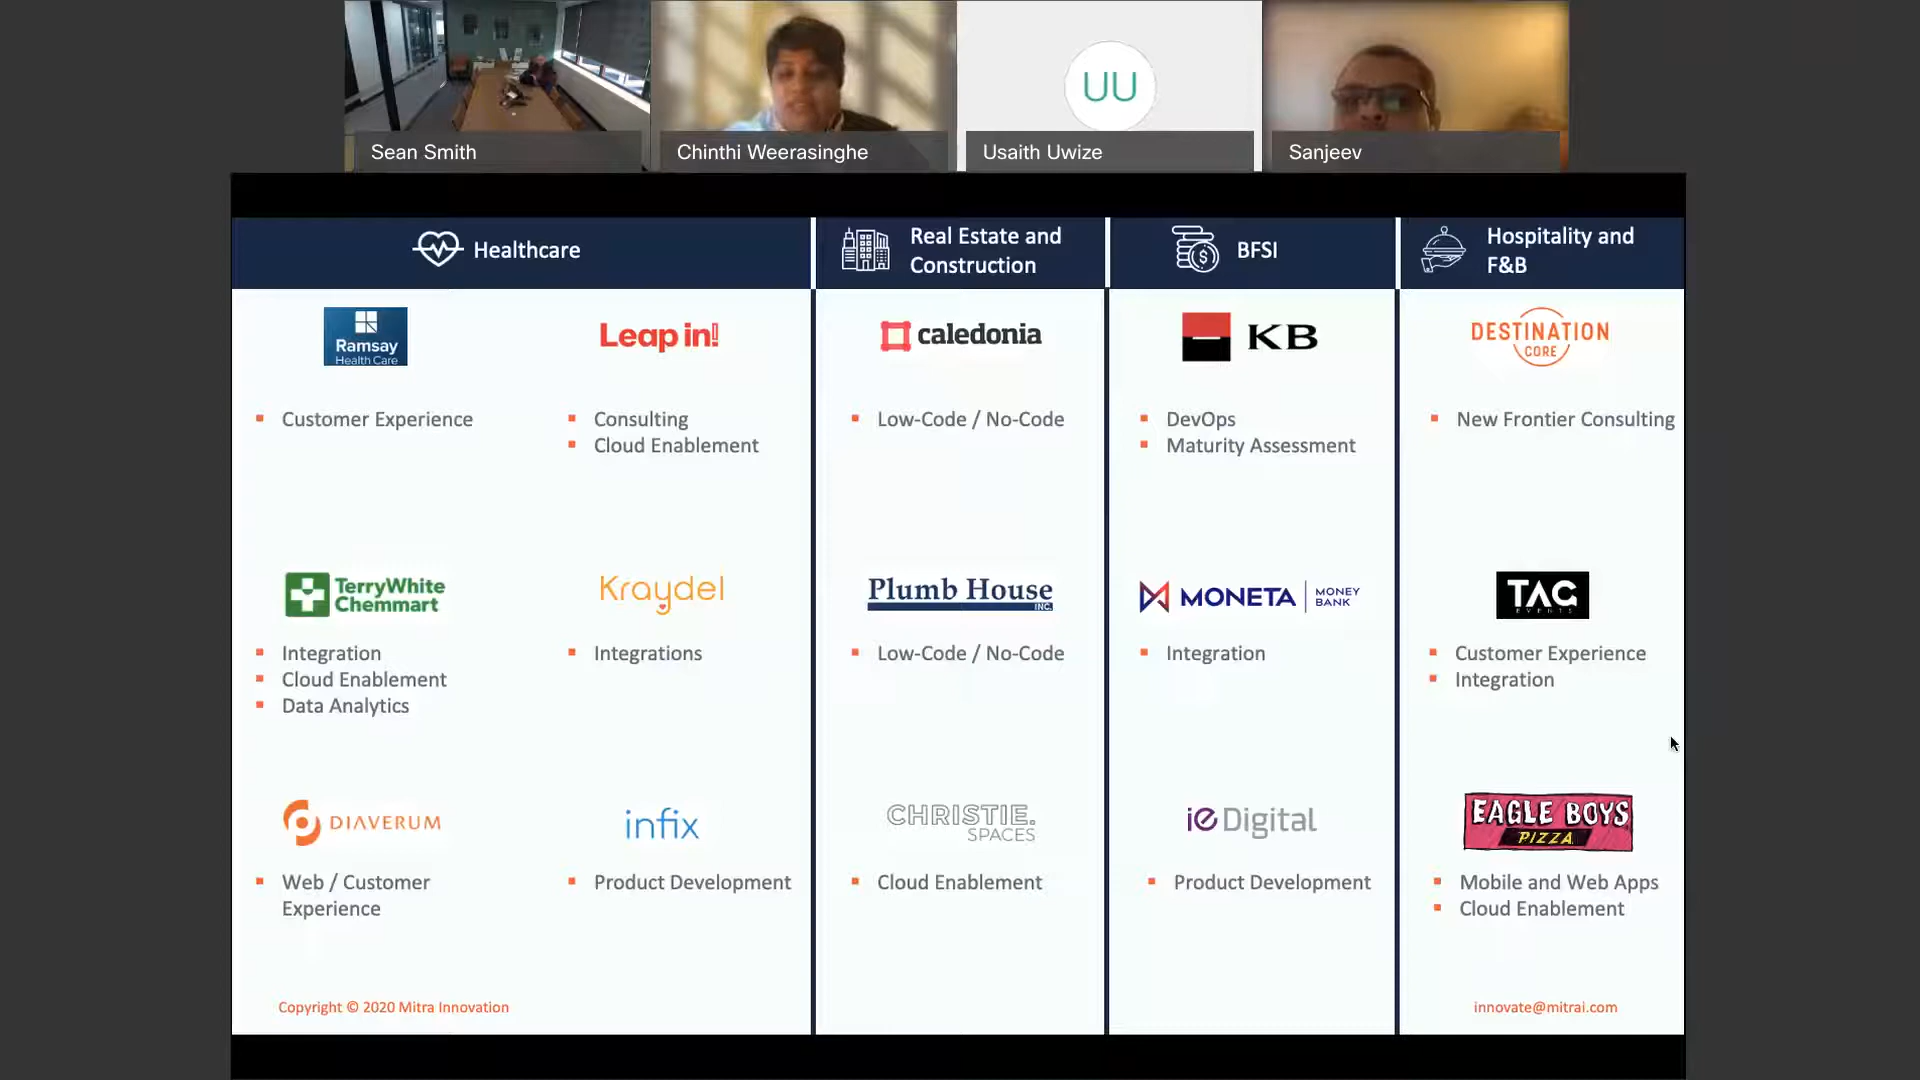 Sean Smith
Chinthi Weerasinghe
UU
Usaith Uwize
Sanjeev
Healthcare
Real Estate and
Construction
BFSI
Hospitality and
F&B
Ramsay
Health Care
Leap in!
caledonia
KB
DESTINATION
CORE
▪ Customer Experience
▪ Consulting
▪ Cloud Enablement
▪ Low-Code / No-Code
▪ DevOps
▪ Maturity Assessment
▪ New Frontier Consulting
TerryWhite
Chemmart
Kraydel
Plumb House
INC.
MONETA
MONEY
BANK
TAG
EVENTS
▪ Integration
▪ Cloud Enablement
▪ Data Analytics
▪ Integrations
▪ Low-Code / No-Code
▪ Integration
▪ Customer Experience
▪ Integration
DIAVERUM
infix
CHRISTIE.
SPACES
ieDigital
EAGLE BOYS
PIZZA
▪ Web / Customer
Experience
▪ Product Development
▪ Cloud Enablement
▪ Product Development
▪ Mobile and Web Apps
▪ Cloud Enablement
Copyright © 2020 Mitra Innovation
innovate@mitrai.com